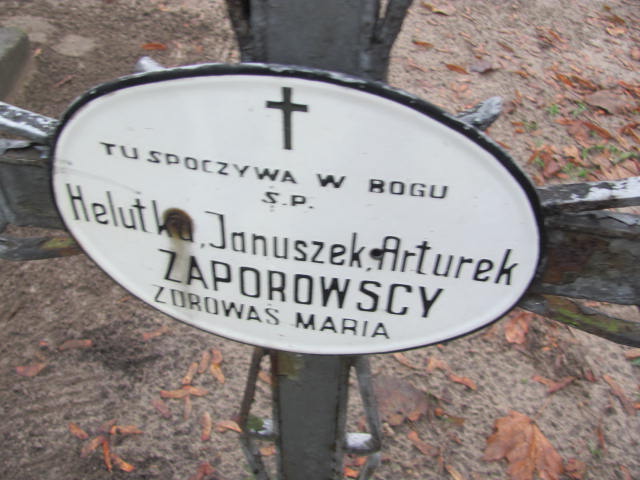 TU SPOCZYWA W BOGU
Ś.P.
Helutka, Januszek, Arturek
ZAPOROWSCY
ZDROWAŚ MARIA